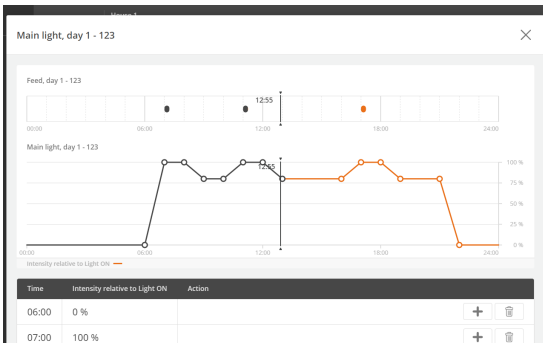 House 1
Main light, day 1 - 123
Feed, day 1 - 123
12:55
00:00 06:00 12:00 18:00 24:00
Main light, day 1 - 123
100 %
12:55
75 %
50 %
25 %
0 %
00:00 06:00 12:00 18:00 24:00
Intensity relative to Light ON
Time Intensity relative to Light ON Action
06:00 0 %
07:00 100 %